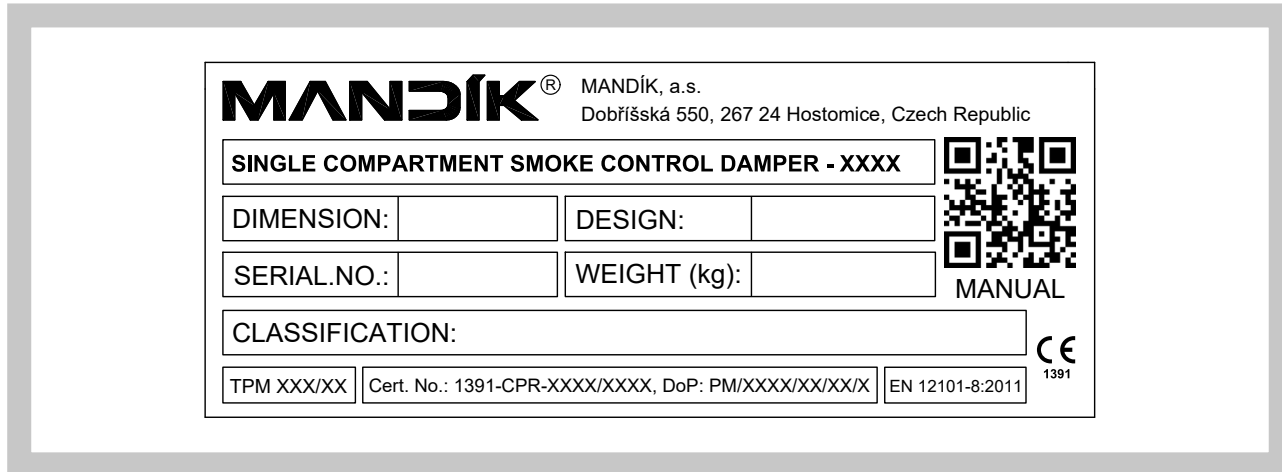 MANDÍK®
MANDÍK, a.s.
Dobříšská 550, 267 24 Hostomice, Czech Republic
SINGLE COMPARTMENT SMOKE CONTROL DAMPER - XXXX
DIMENSION: DESIGN:
SERIAL.NO.: WEIGHT (kg):
MANUAL
CLASSIFICATION:
CE
1391
TPM XXX/XX Cert. No.: 1391-CPR-XXXX/XXXX, DoP: PM/XXXX/XX/XX/X EN 12101-8:2011